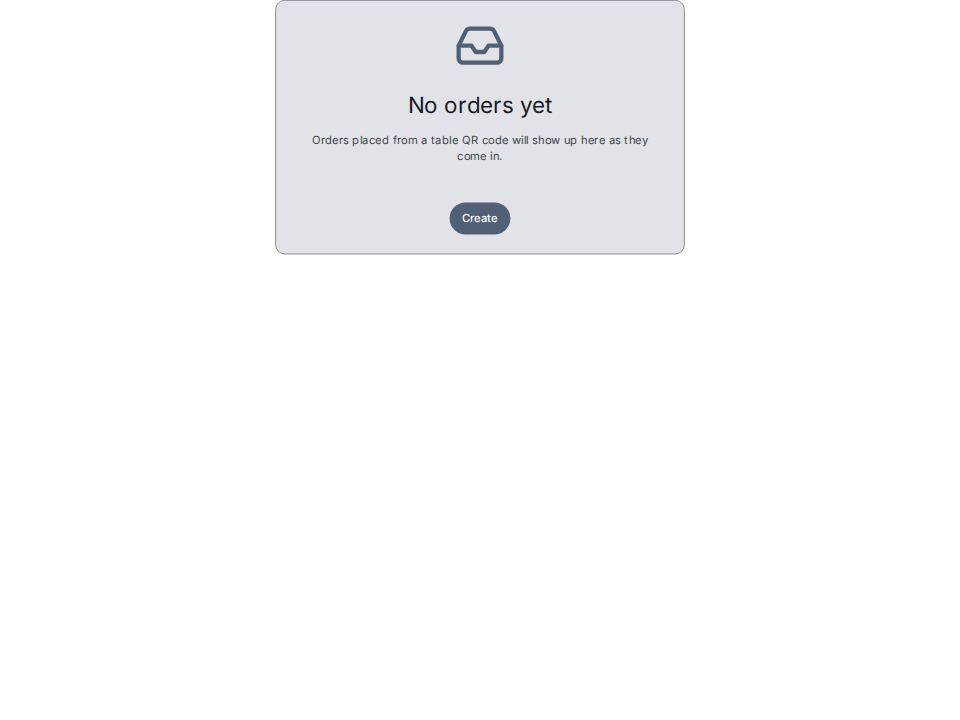 No orders yet
Orders placed from a table QR code will show up here as they
come in.
Create